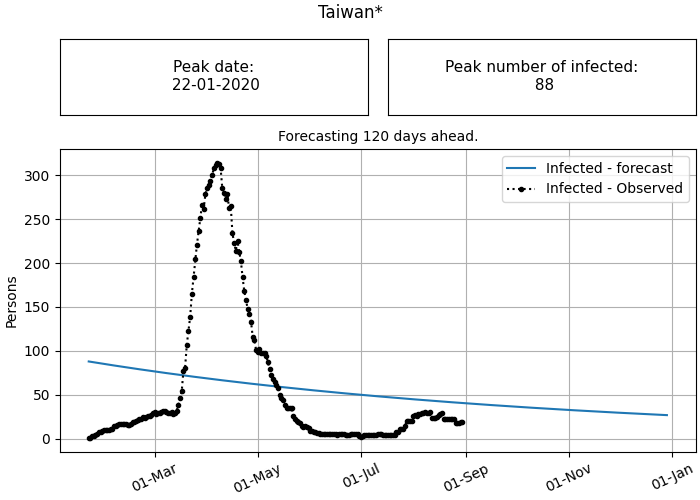 Taiwan*
Peak date:
22-01-2020
Peak number of infected:
88
Forecasting 120 days ahead.
Infected - forecast
Infected - Observed
Persons
300
250
200
150
100
50
0
01-Mar
01-May
01-Jul
01-Sep
01-Nov
01-Jan